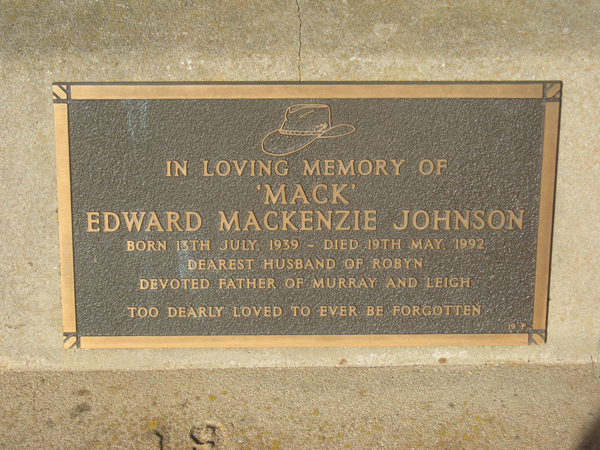 IN LOVING MEMORY OF
'MACK'
EDWARD MACKENZIE JOHNSON
BORN 13TH JULY, 1939 - DIED 19TH MAY, 1992
DEAREST HUSBAND OF ROBYN
DEVOTED FATHER OF MURRAY AND LEIGH
TOO DEARLY LOVED TO EVER BE FORGOTTEN